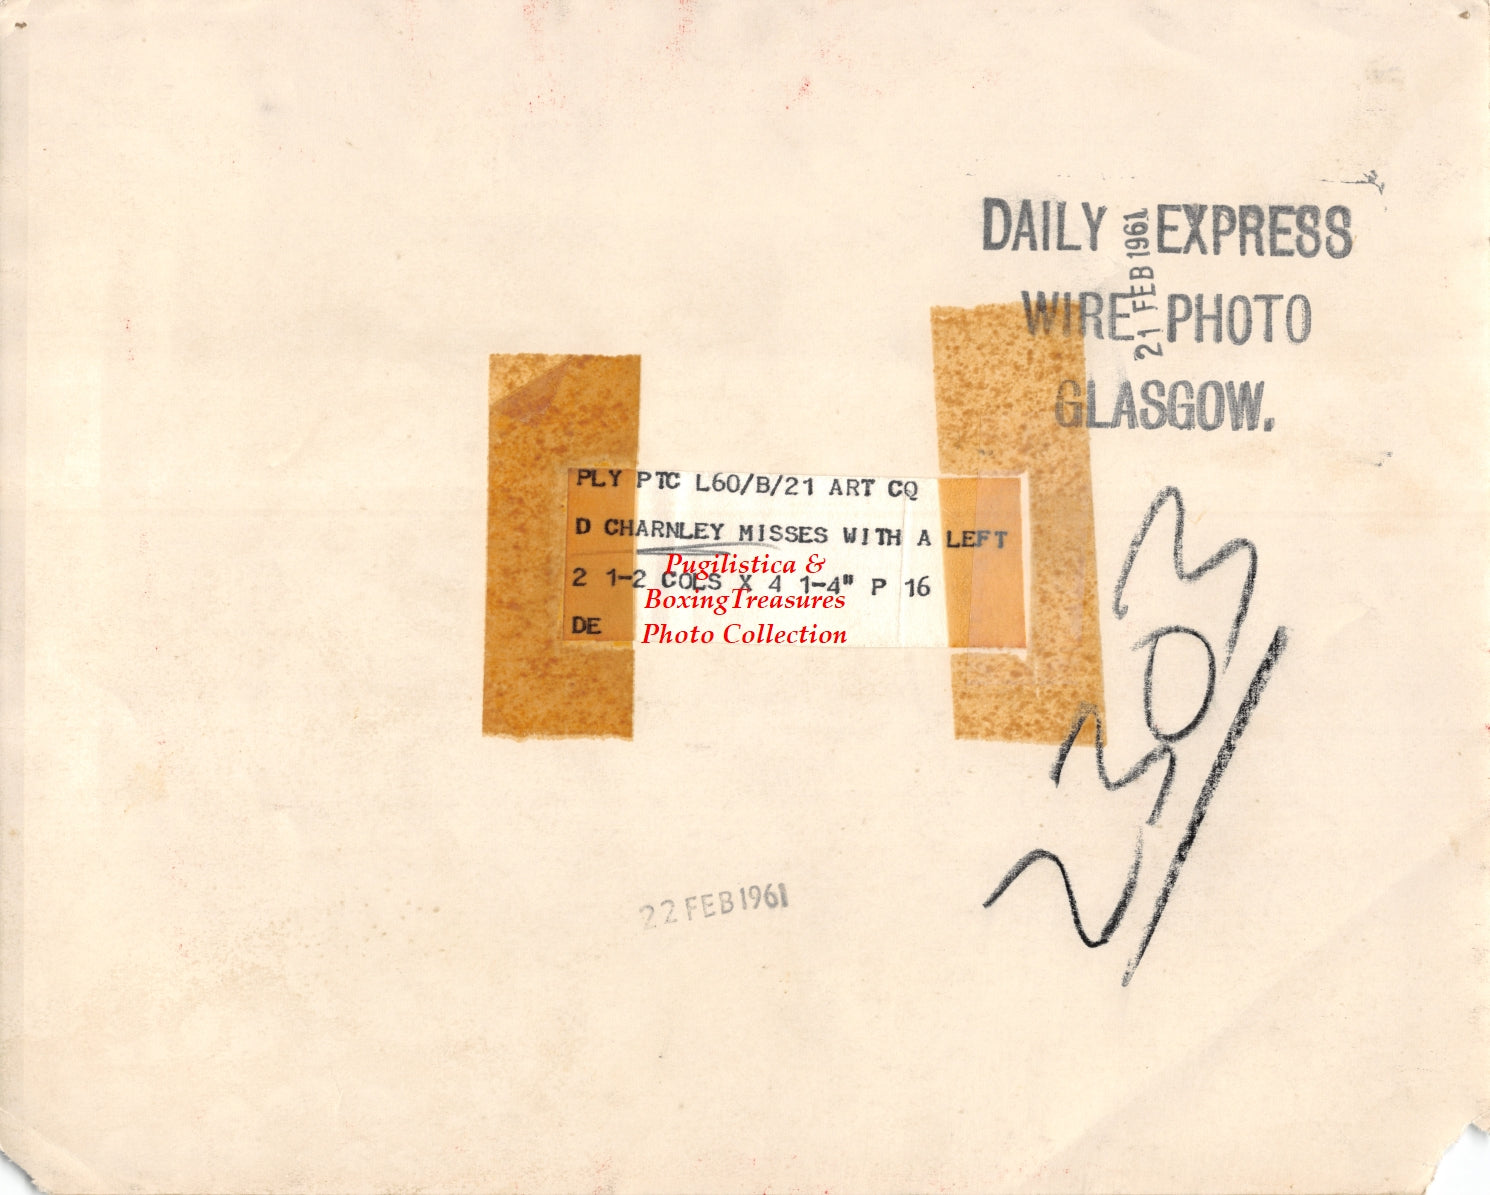 DAILY EXPRESS
WIRE PHOTO
GLASGOW.
21 FEB 1961
PLY PTC L60/B/21 ART CQ
D CHARNLEY MISSES WITH A LEFT
2 1-2 COLS X 4 1-4" P 16
DE
Pugilistica &
BoxingTreasures
Photo Collection
22 FEB 1961